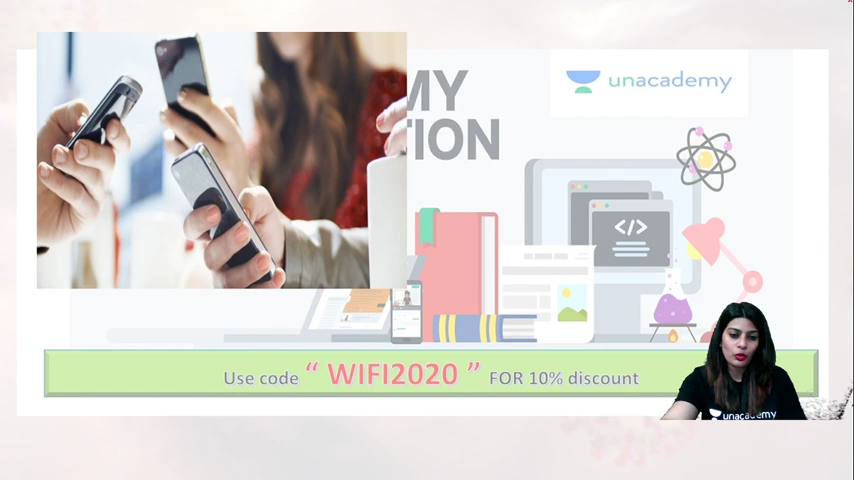 MY
TION
unacademy
</>
Use code “ WIFI2020 ” FOR 10% discount
unacademy